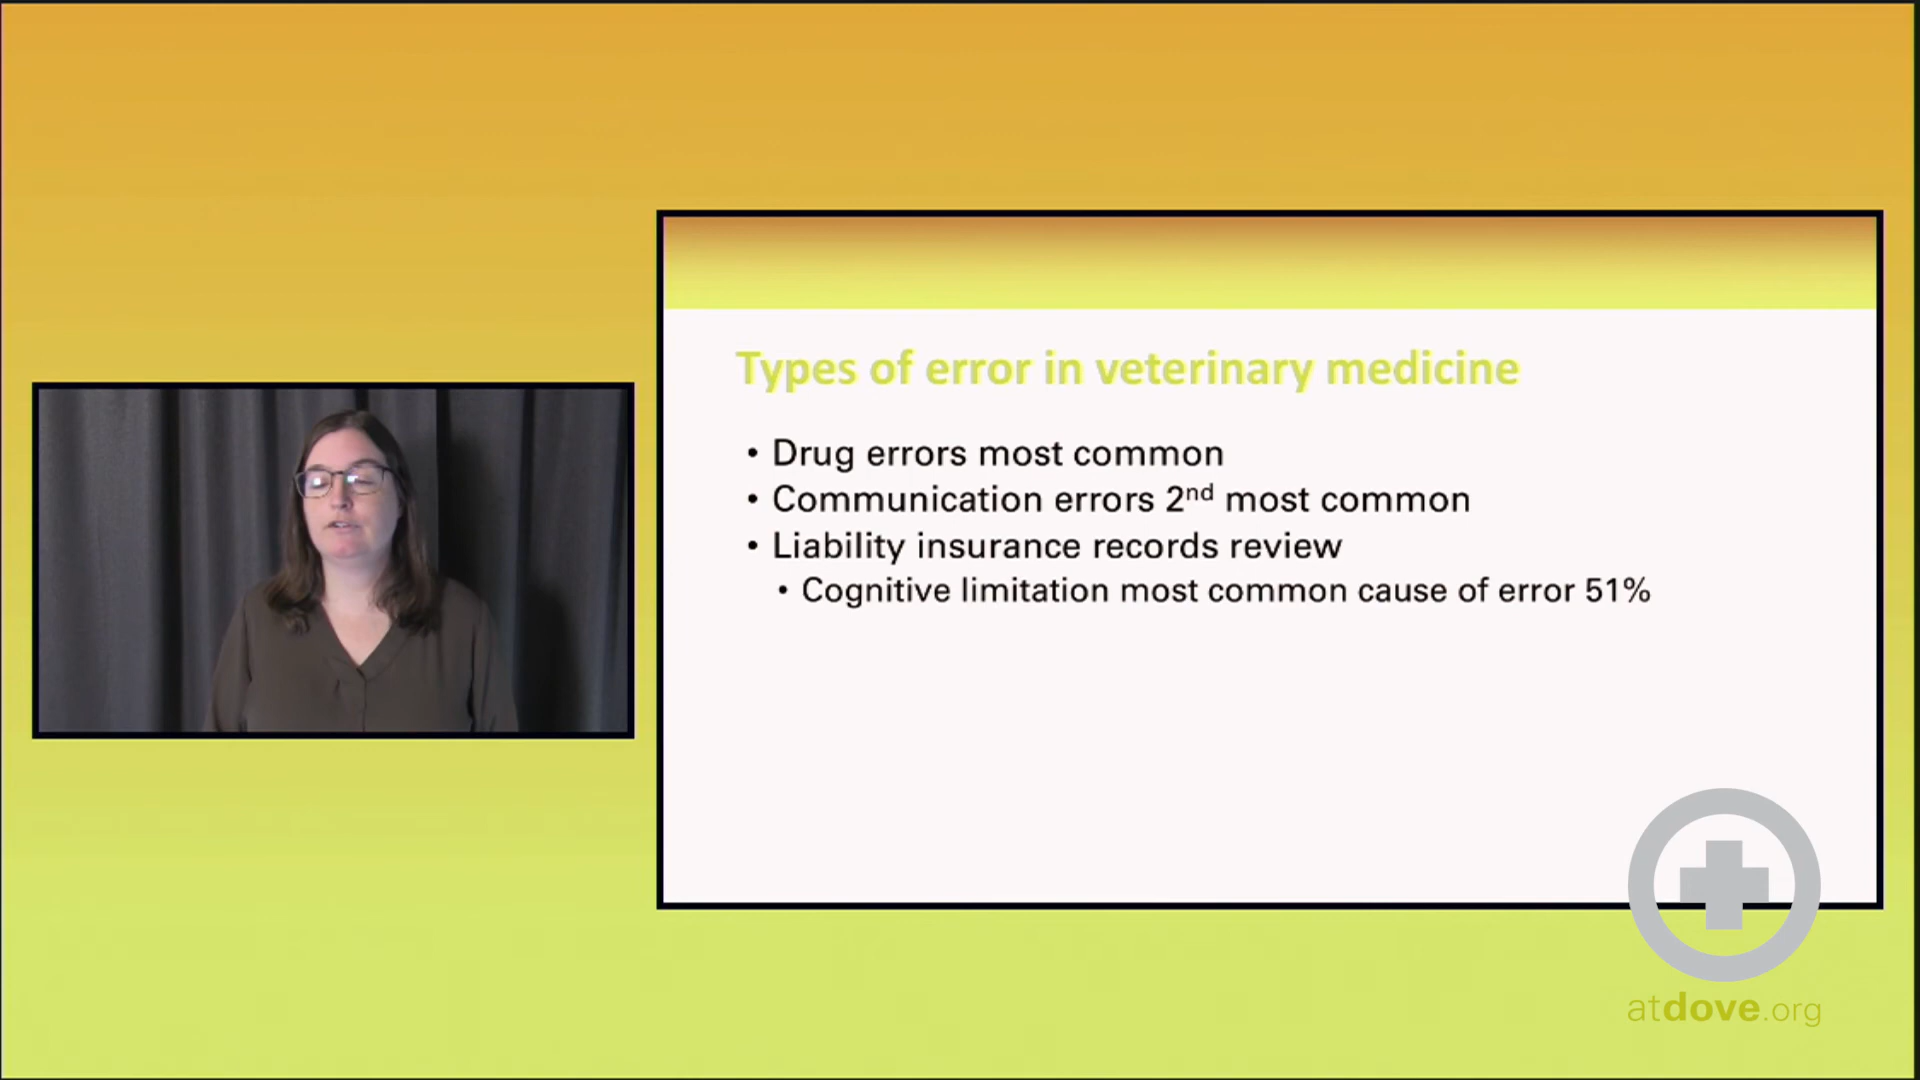 Types of error in veterinary medicine
• Drug errors most common
• Communication errors 2nd most common
• Liability insurance records review
• Cognitive limitation most common cause of error 51%
atdove.org